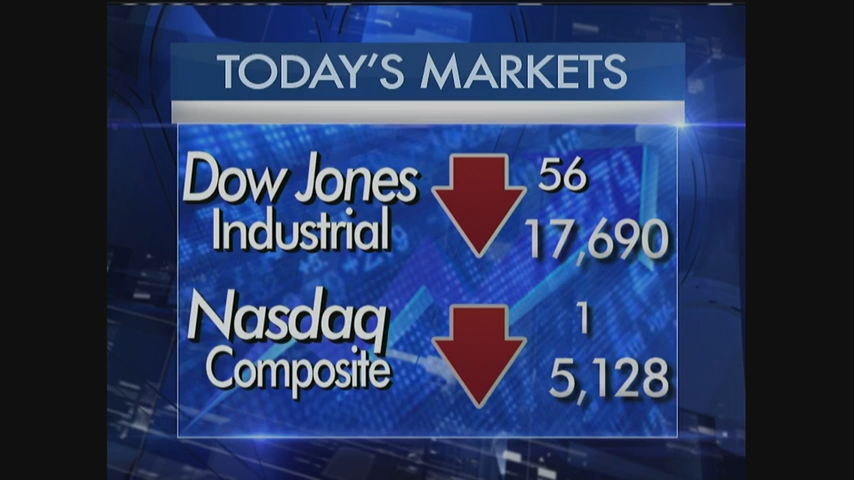 TODAY'S MARKETS
Dow Jones
Industrial
56
17,690
Nasdaq
Composite
1
5,128